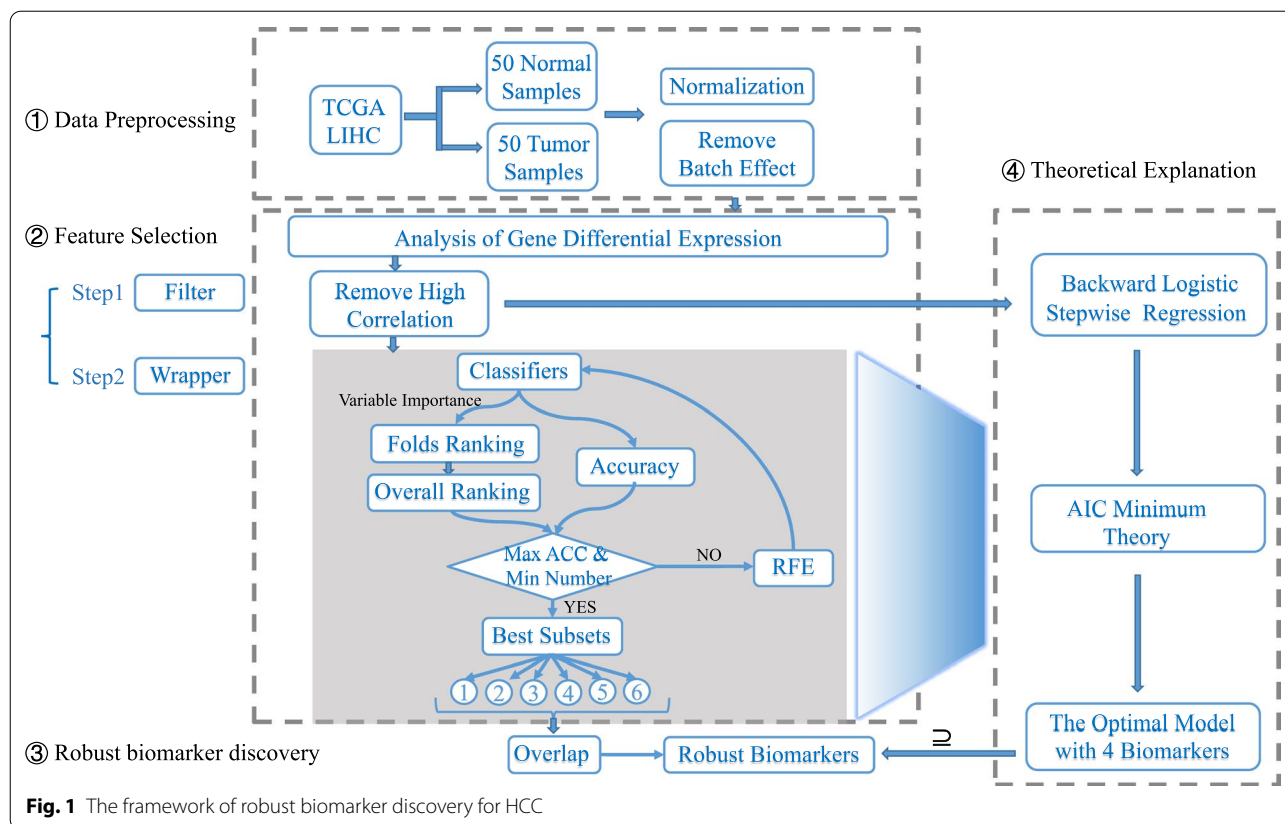 ① Data Preprocessing
TCGA
LIHC
50 Normal
Samples
50 Tumor
Samples
Normalization
Remove
Batch Effect
② Feature Selection
Step1 Filter
Step2 Wrapper
Analysis of Gene Differential Expression
Remove High
Correlation
Classifiers
Variable Importance
Folds Ranking
Overall Ranking
Accuracy
Max ACC &
Min Number
NO
RFE
YES
Best Subsets
1 2 3 4 5 6
③ Robust biomarker discovery
Overlap
Robust Biomarkers
⊇
④ Theoretical Explanation
Backward Logistic
Stepwise Regression
AIC Minimum
Theory
The Optimal Model
with 4 Biomarkers
Fig. 1 The framework of robust biomarker discovery for HCC